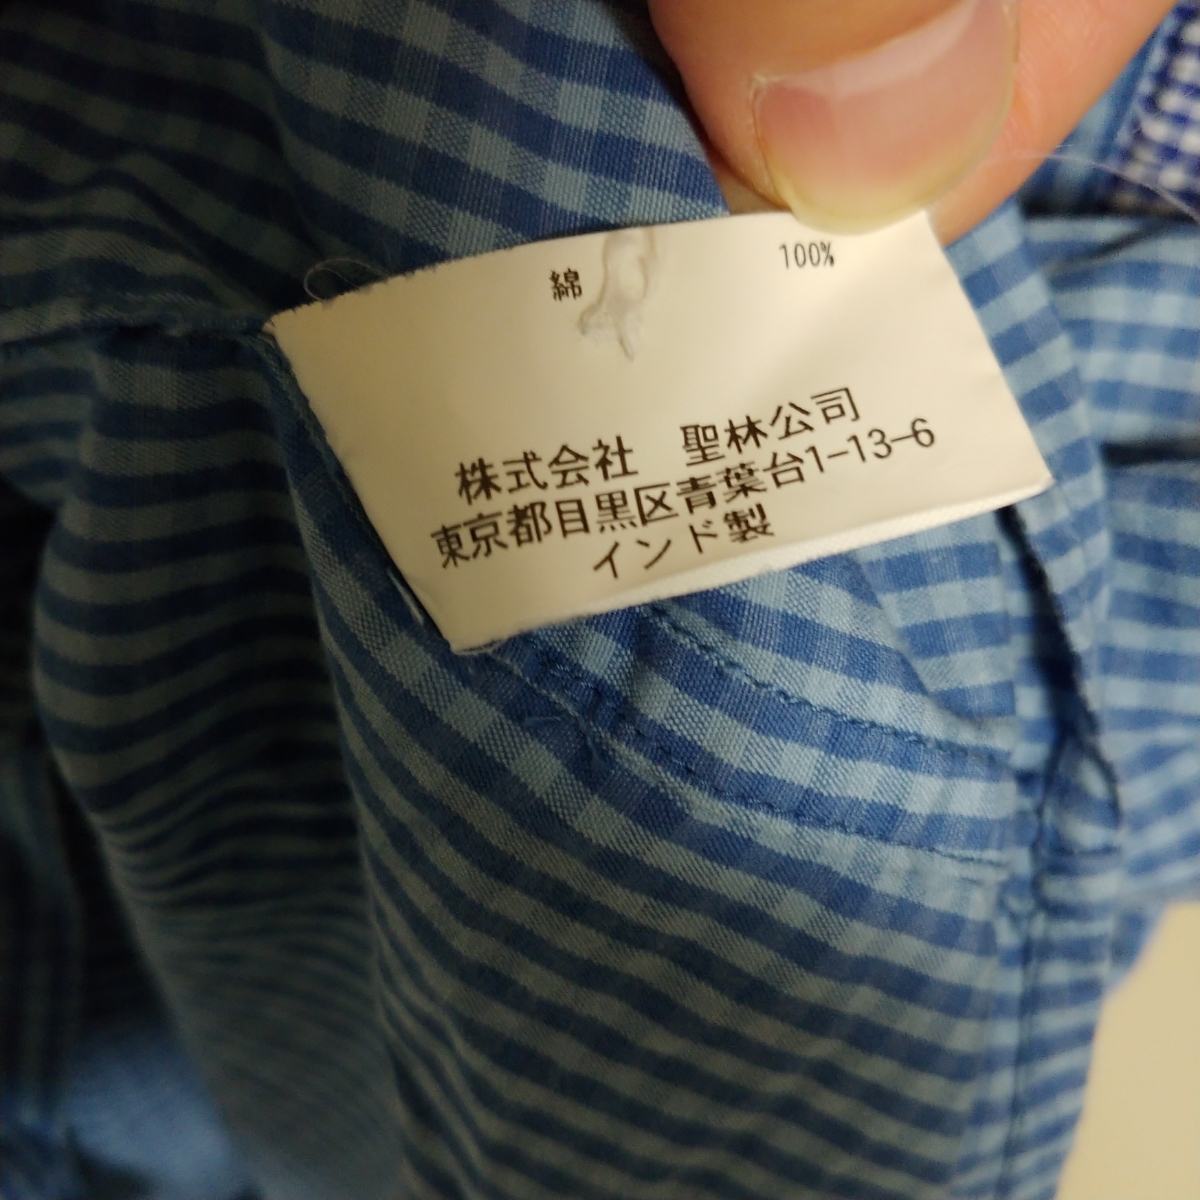 綿 100%
株式会社 聖林公司
東京都目黒区青葉台1-13-6
インド製